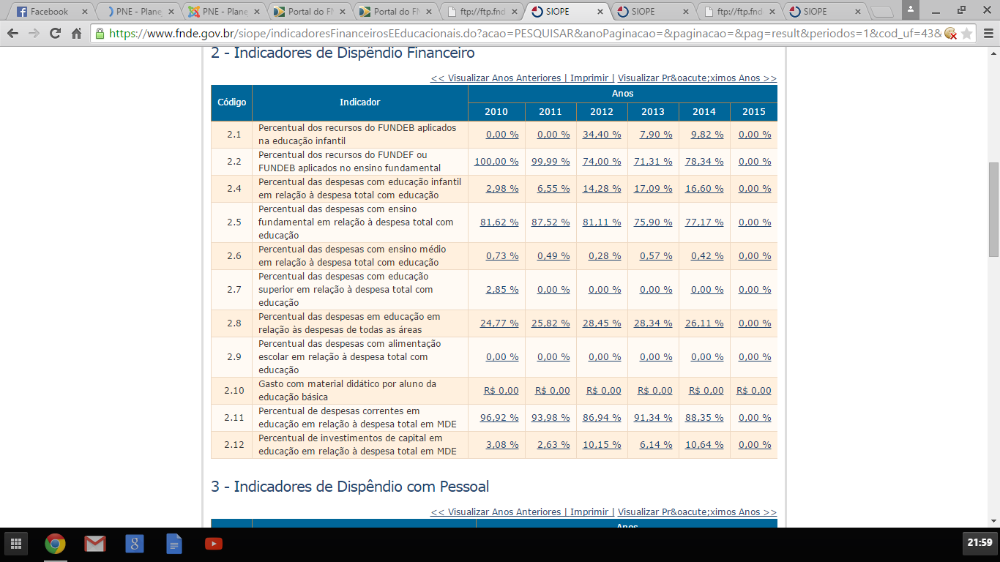 Facebook
PNE - Plane
PNE - Plane
Portal do FN
Portal do FN
ftp://ftp.fnd
SIOPE
SIOPE
ftp://ftp.fnd
SIOPE
https://www.fnde.gov.br/siope/indicadoresFinanceirosEEducacionais.do?acao=PESQUISAR&anoPaginacao=&paginacao=&pag=result&periodos=1&cod_uf=43&
2 - Indicadores de Dispêndio Financeiro
<< Visualizar Anos Anteriores | Imprimir | Visualizar Pr&oacute;ximos Anos >>
Código Indicador Anos
2010 2011 2012 2013 2014 2015
2.1 Percentual dos recursos do FUNDEB aplicados
na educação infantil 0,00 % 0,00 % 34,40 % 7,90 % 9,82 % 0,00 %
2.2 Percentual dos recursos do FUNDEF ou
FUNDEB aplicados no ensino fundamental 100,00 % 99,99 % 74,00 % 71,31 % 78,34 % 0,00 %
2.4 Percentual das despesas com educação infantil
em relação à despesa total com educação 2,98 % 6,55 % 14,28 % 17,09 % 16,60 % 0,00 %
2.5 Percentual das despesas com ensino
fundamental em relação à despesa total com
educação 81,62 % 87,52 % 81,11 % 75,90 % 77,17 % 0,00 %
2.6 Percentual das despesas com ensino médio
em relação à despesa total com educação 0,73 % 0,49 % 0,28 % 0,57 % 0,42 % 0,00 %
2.7 Percentual das despesas com educação
superior em relação à despesa total com
educação 2,85 % 0,00 % 0,00 % 0,00 % 0,00 % 0,00 %
2.8 Percentual das despesas em educação em
relação às despesas de todas as áreas 24,77 % 25,82 % 28,45 % 28,34 % 26,11 % 0,00 %
2.9 Percentual das despesas com alimentação
escolar em relação à despesa total com
educação 0,00 % 0,00 % 0,00 % 0,00 % 0,00 % 0,00 %
2.10 Gasto com material didático por aluno da
educação básica R$ 0,00 R$ 0,00 R$ 0,00 R$ 0,00 R$ 0,00 R$ 0,00
2.11 Percentual de despesas correntes em
educação em relação à despesa total em MDE 96,92 % 93,98 % 86,94 % 91,34 % 88,35 % 0,00 %
2.12 Percentual de investimentos de capital em
educação em relação à despesa total em MDE 3,08 % 2,63 % 10,15 % 6,14 % 10,64 % 0,00 %
3 - Indicadores de Dispêndio com Pessoal
<< Visualizar Anos Anteriores | Imprimir | Visualizar Pr&oacute;ximos Anos >>
Anos
21:59